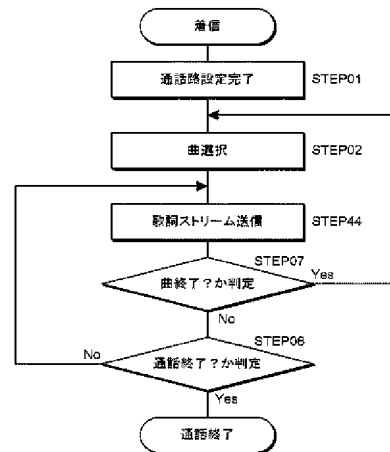 着信
通話路設定完了
STEP01
曲選択
STEP02
歌詞ストリーム送信
STEP44
STEP07
曲終了？か判定
Yes
No
STEP06
No
通話終了？か判定
Yes
通話終了